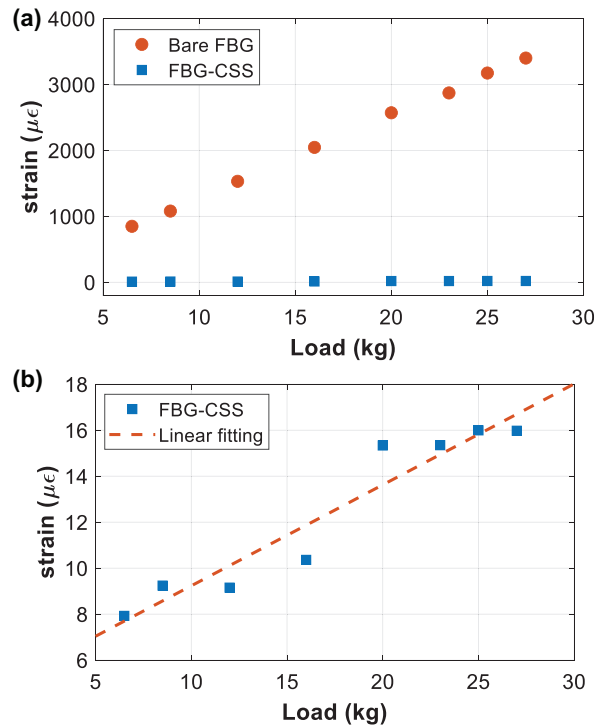 (a)
4000
3000
2000
1000
0
strain (με)
Bare FBG
FBG-CSS
5 10 15 20 25 30
Load (kg)
(b)
18
16
14
12
10
8
6
strain (με)
FBG-CSS
Linear fitting
5 10 15 20 25 30
Load (kg)